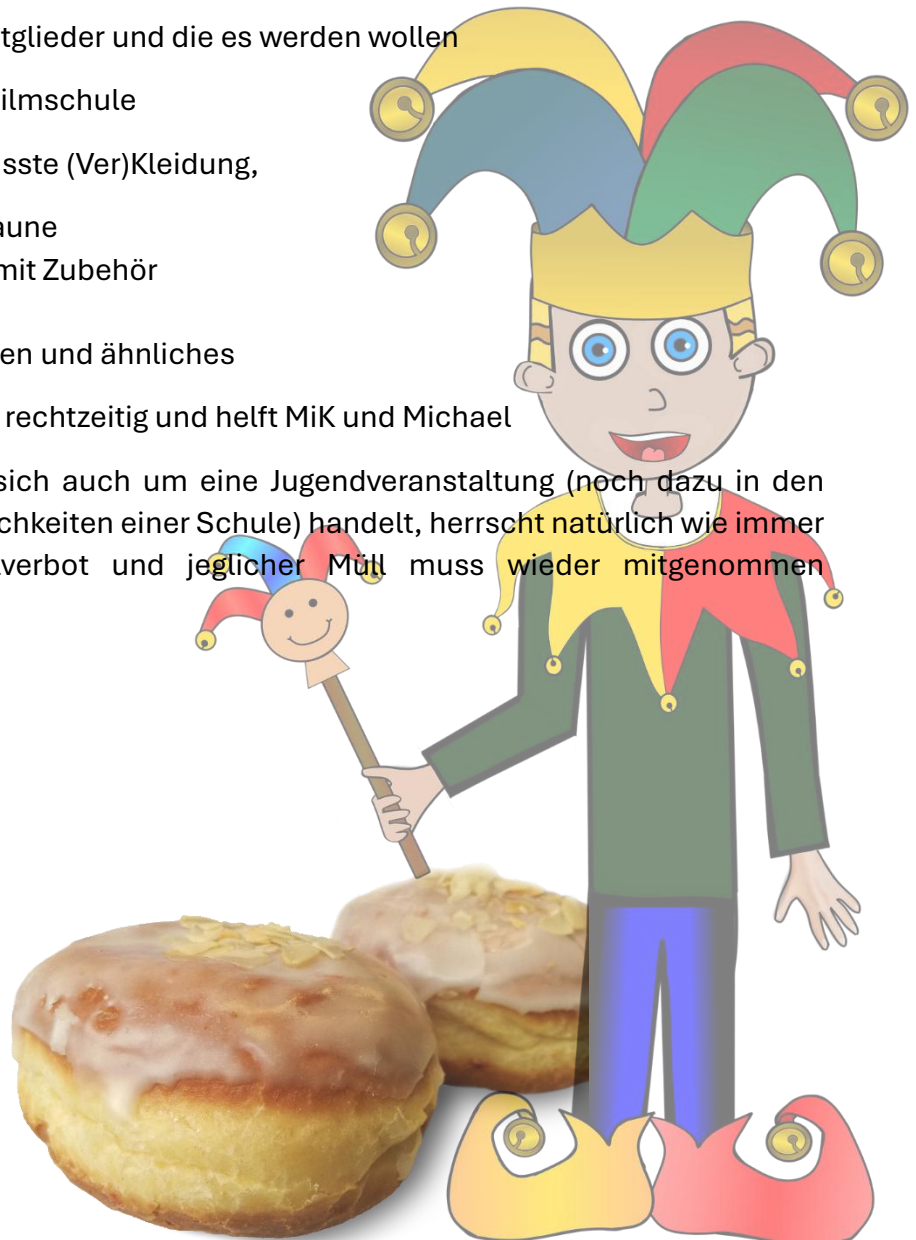 tglieder und die es werden wollen
ilmschule
sste (Ver)Kleidung,
aune
mit Zubehör
en und ähnliches
rechtzeitig und helft MiK und Michael
sich auch um eine Jugendveranstaltung (noch dazu in den
ichkeiten einer Schule) handelt, herrscht natürlich wie immer
verbot und jeglicher Müll muss wieder mitgenommen